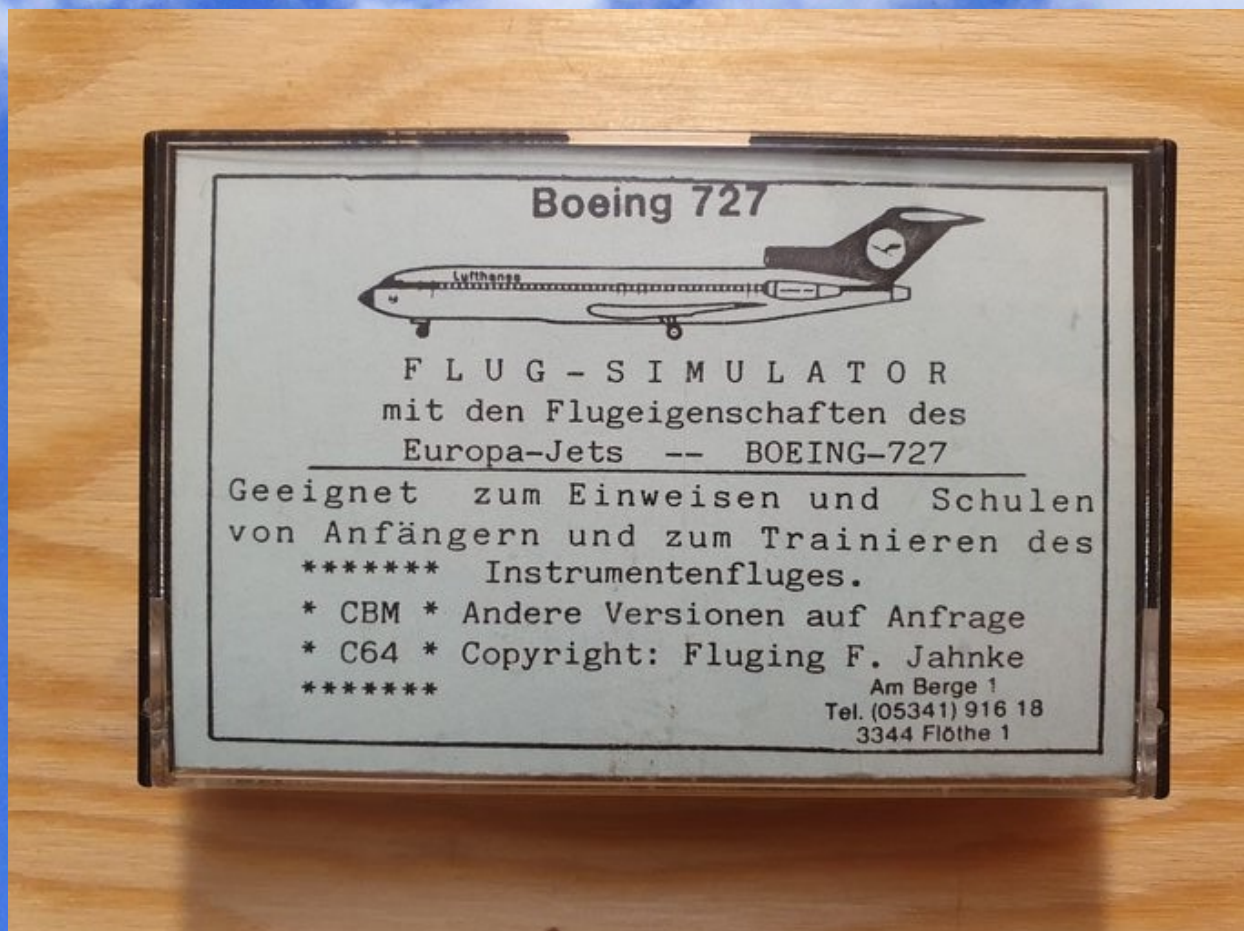 Boeing 727
Lufthansa
FLUG-SIMULATOR
mit den Flugeigenschaften des
Europa-Jets -- BOEING-727
Geeignet zum Einweisen und Schulen
von Anfängern und zum Trainieren des
******* Instrumentenfluges.
* CBM * Andere Versionen auf Anfrage
* C64 * Copyright: Fluging F. Jahnke
******* Am Berge 1
Tel. (05341) 916 18
3344 Flöthe 1